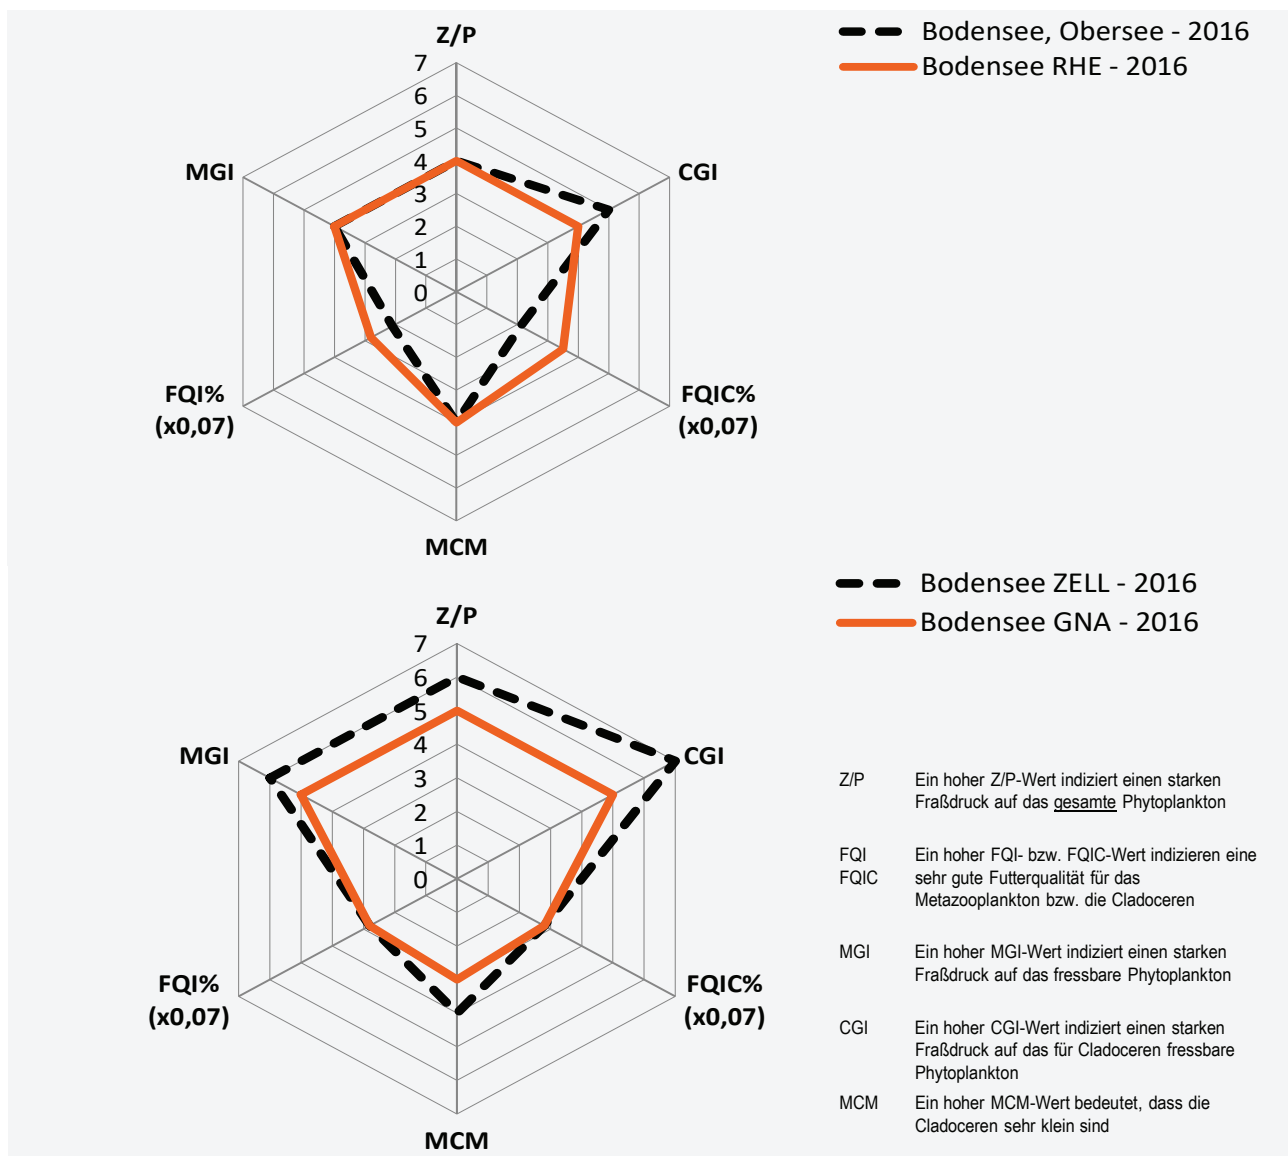 Z/P
7
6
5
4
3
2
1
0
MGI
CGI
FQI%
(x0,07)
FQIC%
(x0,07)
MCM
Bodensee, Obersee - 2016
Bodensee RHE - 2016
Z/P
7
6
5
4
3
2
1
0
MGI
CGI
FQI%
(x0,07)
FQIC%
(x0,07)
MCM
Bodensee ZELL - 2016
Bodensee GNA - 2016
Z/P Ein hoher Z/P-Wert indiziert einen starken
Fraßdruck auf das gesamte Phytoplankton
FQI Ein hoher FQI- bzw. FQIC-Wert indizieren eine
FQIC sehr gute Futterqualität für das
Metazooplankton bzw. die Cladoceren
MGI Ein hoher MGI-Wert indiziert einen starken
Fraßdruck auf das fressbare Phytoplankton
CGI Ein hoher CGI-Wert indiziert einen starken
Fraßdruck auf das für Cladoceren fressbare
Phytoplankton
MCM Ein hoher MCM-Wert bedeutet, dass die
Cladoceren sehr klein sind